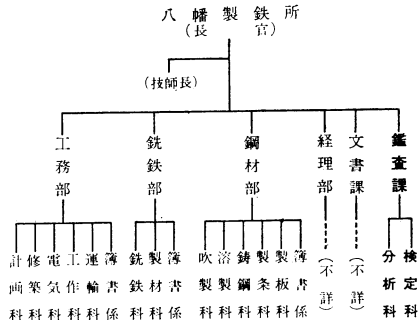 八幡製鉄所
(長官)
(技師長)
工務部
銑鉄部
鋼材部
経理部
文書課
鑑査課
計画科
修築科
電気科
工作科
運輸科
簿書係
銑鉄科
製材科
簿書係
吹製科
溶製科
鋳鋼科
製条科
製板科
簿書係
(不詳)
(不詳)
分析科
検定科